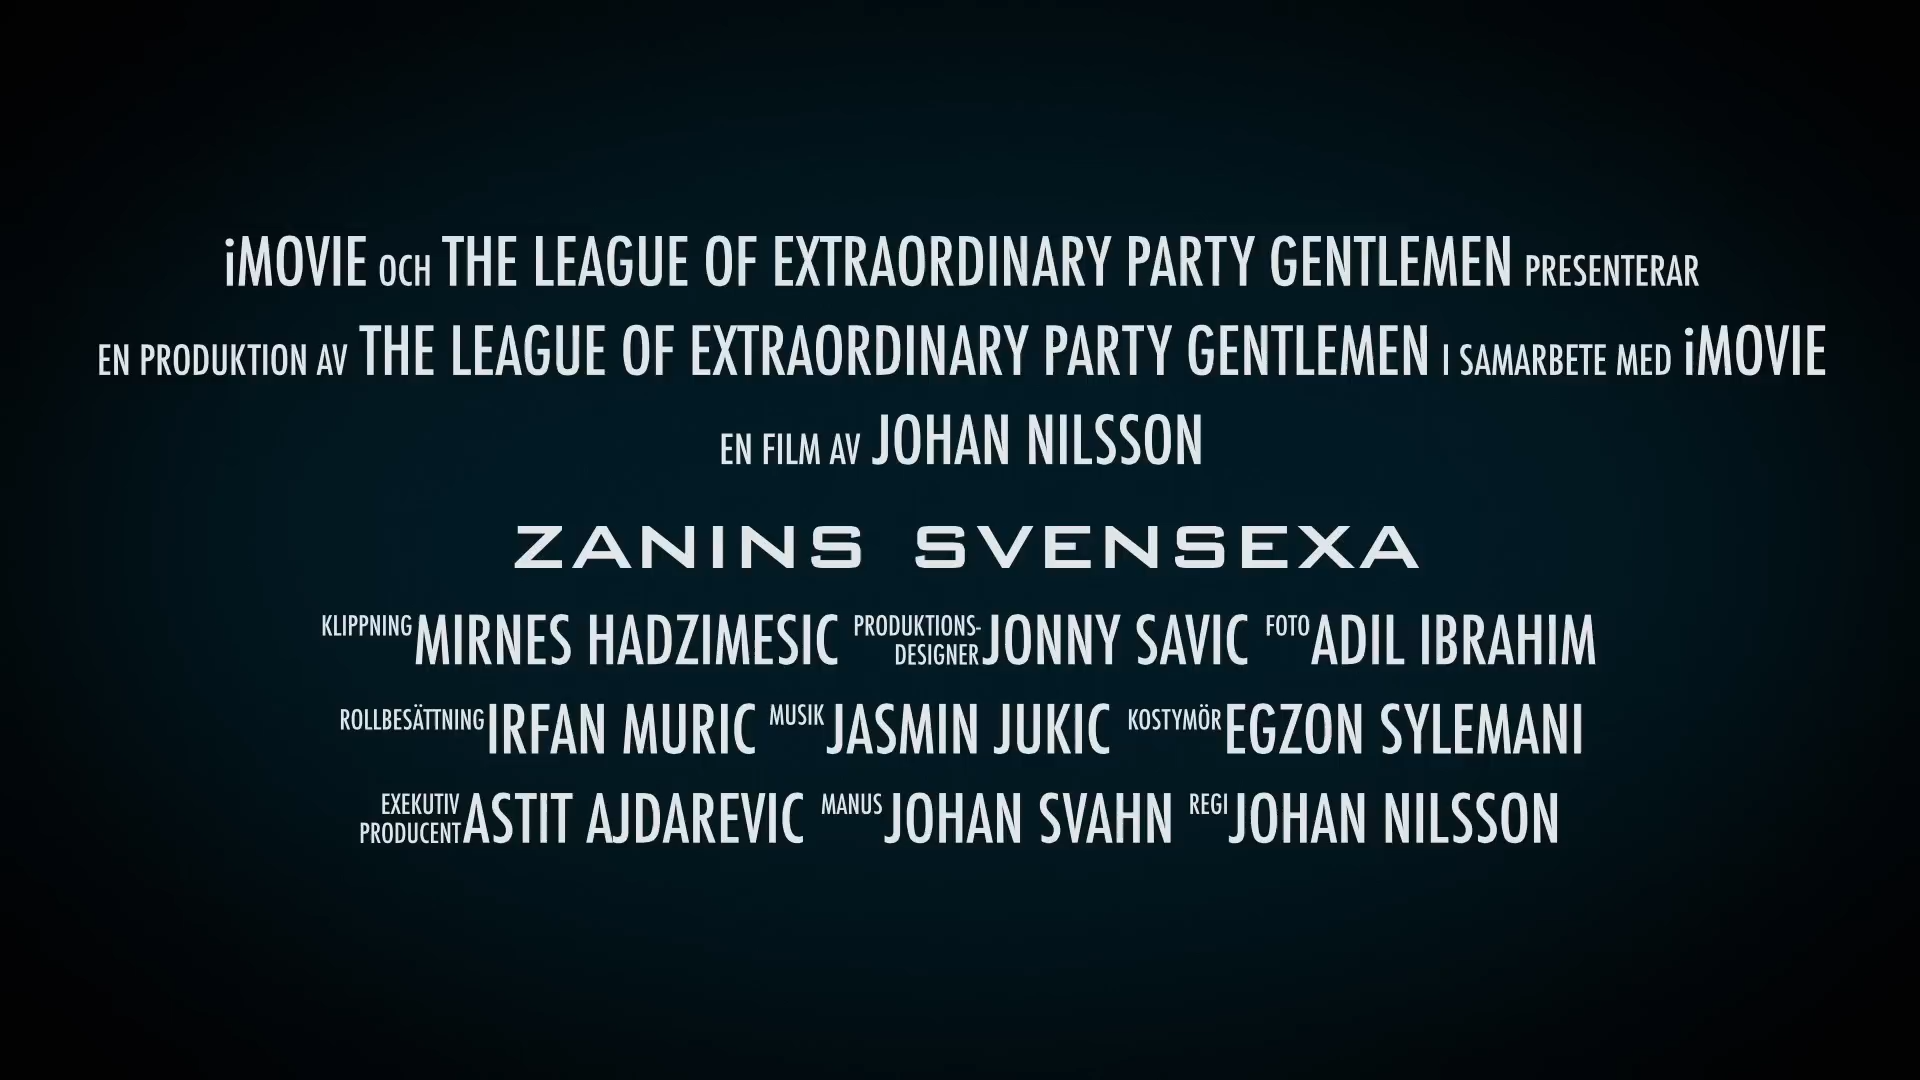 iMOVIE OCH THE LEAGUE OF EXTRAORDINARY PARTY GENTLEMEN PRESENTERAR
EN PRODUKTION AV THE LEAGUE OF EXTRAORDINARY PARTY GENTLEMEN I SAMARBETE MED iMOVIE
EN FILM AV JOHAN NILSSON
ZANINS SVENSEXA
KLIPPNING MIRNES HADZIMESIC PRODUKTIONS-DESIGNER JONNY SAVIC FOTO ADIL IBRAHIM
ROLLBESÄTTNING IRFAN MURIC MUSIK JASMIN JUKIC KOSTYMÖR EGZON SYLEMANI
EXEKUTIV PRODUCENT ASTIT AJDAREVIC MANUS JOHAN SVAHN REGI JOHAN NILSSON